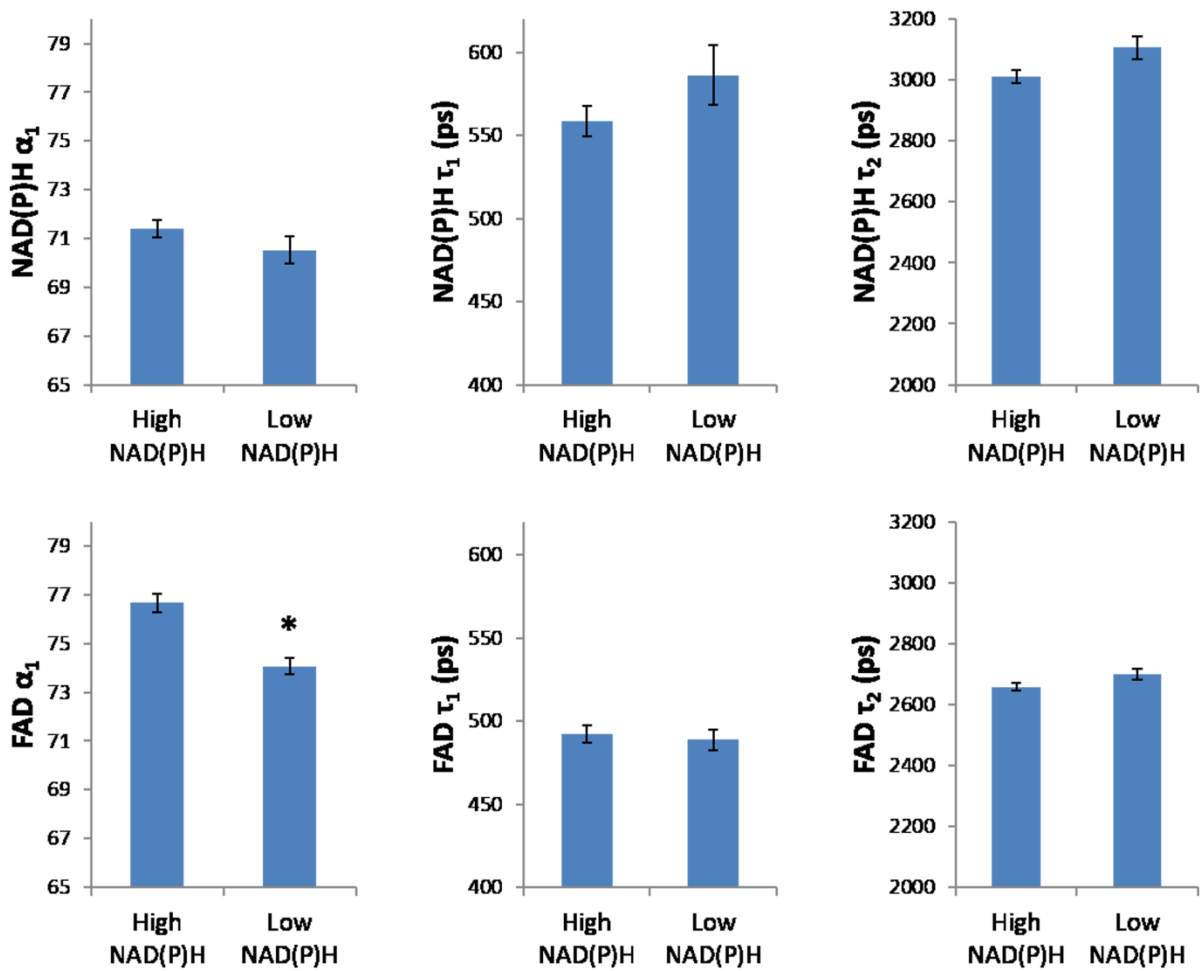 NAD(P)H α₁
79
77
75
73
71
69
67
65
High
NAD(P)H
Low
NAD(P)H
NAD(P)H τ₁ (ps)
600
550
500
450
400
High
NAD(P)H
Low
NAD(P)H
NAD(P)H τ₂ (ps)
3200
3000
2800
2600
2400
2200
2000
High
NAD(P)H
Low
NAD(P)H
FAD α₁
79
77
75
73
71
69
67
65
*
High
NAD(P)H
Low
NAD(P)H
FAD τ₁ (ps)
600
550
500
450
400
High
NAD(P)H
Low
NAD(P)H
FAD τ₂ (ps)
3200
3000
2800
2600
2400
2200
2000
High
NAD(P)H
Low
NAD(P)H